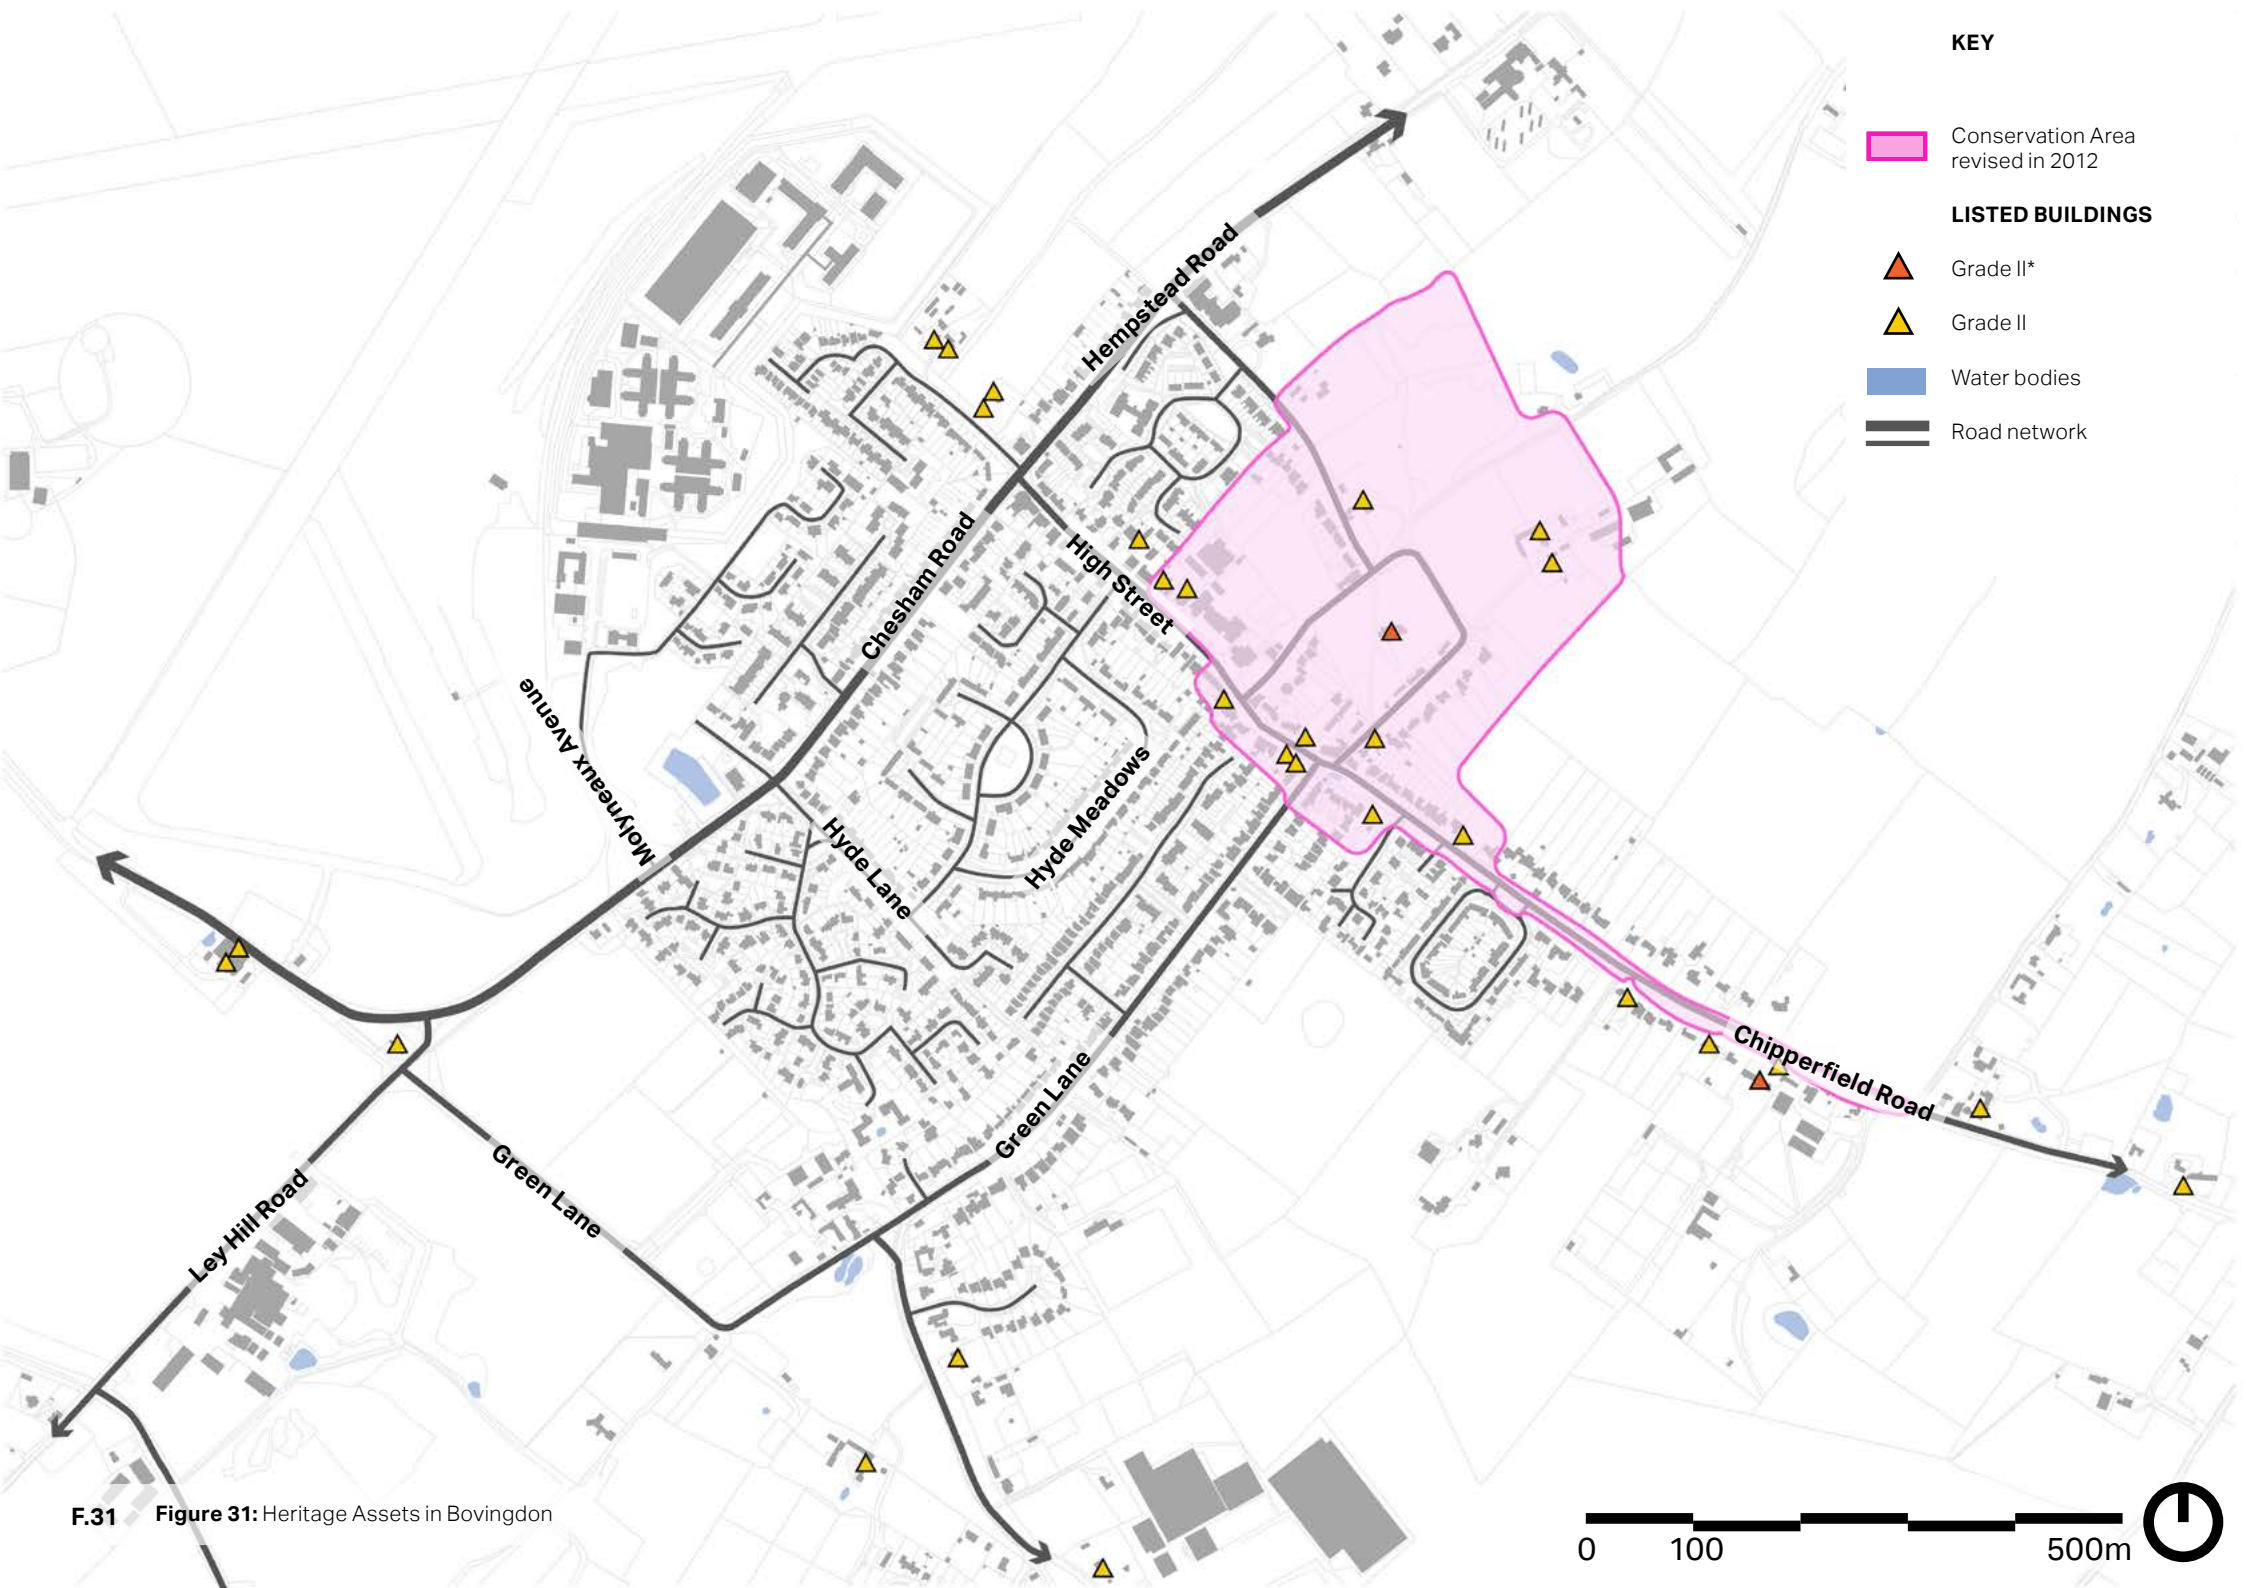 KEY
Conservation Area
revised in 2012
LISTED BUILDINGS
Grade II*
Grade II
Water bodies
Road network
Hempstead Road
Chesham Road
High Street
Molyneaux Avenue
Hyde Lane
Hyde Meadows
Chipperfield Road
Green Lane
Green Lane
Ley Hill Road
F.31 Figure 31: Heritage Assets in Bovingdon
0 100 500m